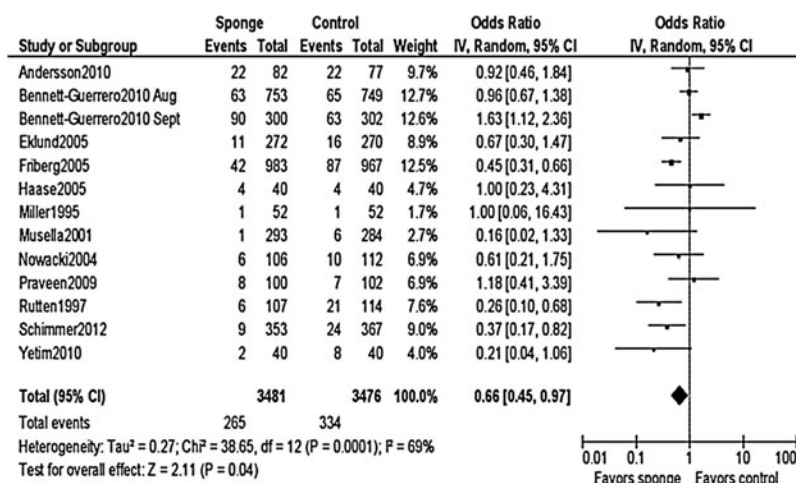 Sponge Control Odds Ratio Odds Ratio
Study or Subgroup Events Total Events Total Weight IV, Random, 95% CI IV, Random, 95% CI
Andersson2010 22 82 22 77 9.7% 0.92 [0.46, 1.84]
Bennett-Guerrero2010 Aug 63 753 65 749 12.7% 0.96 [0.67, 1.38]
Bennett-Guerrero2010 Sept 90 300 63 302 12.6% 1.63 [1.12, 2.36]
Eklund2005 11 272 16 270 8.9% 0.67 [0.30, 1.47]
Friberg2005 42 983 87 967 12.5% 0.45 [0.31, 0.66]
Haase2005 4 40 4 40 4.7% 1.00 [0.23, 4.31]
Miller1995 1 52 1 52 1.7% 1.00 [0.06, 16.43]
Musella2001 1 293 6 284 2.7% 0.16 [0.02, 1.33]
Nowacki2004 6 106 10 112 6.9% 0.61 [0.21, 1.75]
Praveen2009 8 100 7 102 6.8% 1.18 [0.41, 3.39]
Rutten1997 6 107 21 114 7.8% 0.26 [0.10, 0.68]
Schimmer2012 9 353 24 367 9.0% 0.37 [0.17, 0.82]
Yetim2010 2 40 8 40 4.0% 0.21 [0.04, 1.06]
Total (95% CI) 3481 3476 100.0% 0.66 [0.45, 0.97]
Total events 265 334
Heterogeneity: Tau² = 0.27; Chi² = 38.65, df = 12 (P = 0.0001); I² = 69%
Test for overall effect: Z = 2.11 (P = 0.04)
0.01 0.1 1 10 100
Favors sponge Favors control